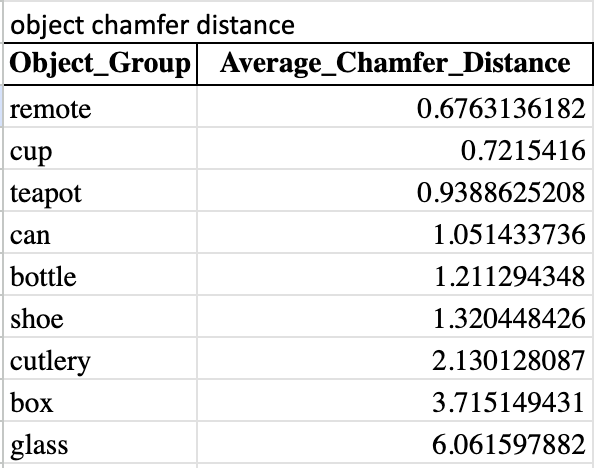 object chamfer distance
Object_Group Average_Chamfer_Distance
remote 0.6763136182
cup 0.7215416
teapot 0.9388625208
can 1.051433736
bottle 1.211294348
shoe 1.320448426
cutlery 2.130128087
box 3.715149431
glass 6.061597882